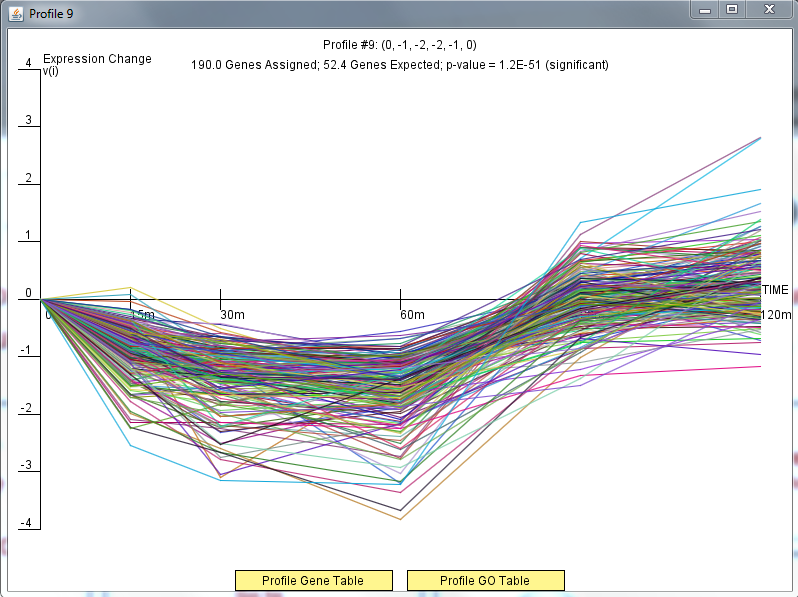 Profile 9
Profile #9: (0, -1, -2, -2, -1, 0)
190.0 Genes Assigned; 52.4 Genes Expected; p-value = 1.2E-51 (significant)
Expression Change
v(i)
4
3
2
1
0
-1
-2
-3
-4
TIME
0
15m
30m
60m
120m
Profile Gene Table
Profile GO Table